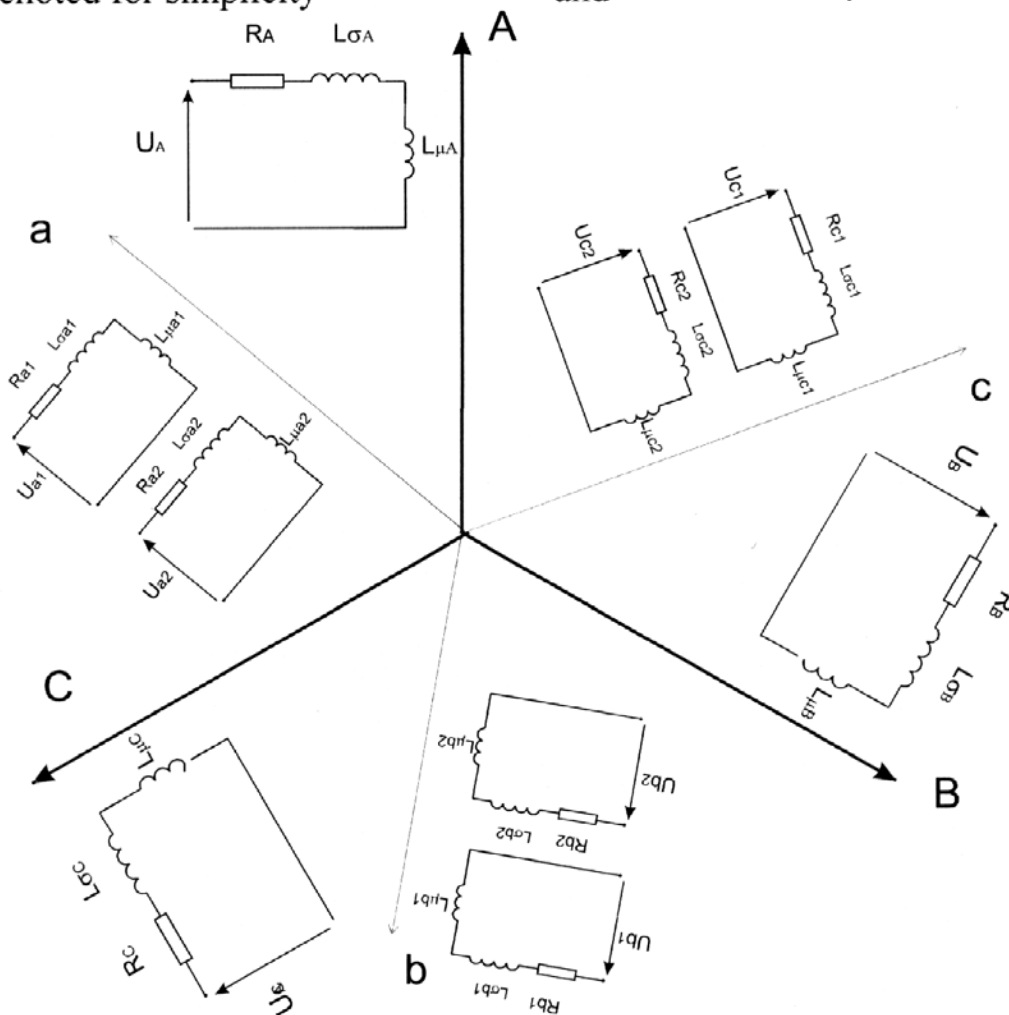 enoted for simplicity and
A
RA LσA
UA
LμA
a
UC1
UC2
RC1
RC2
Lσc1
Lσc2
Lμc1
Lμc2
c
Lμa1
Lσa1
Ra1
Ua1
Lμa2
Lσa2
Ra2
Ua2
UB
RB
LσB
LμB
B
C
LμC
LσC
RC
Lμb2
Ub2
Lσb2
Rb2
Lμb1
Ub1
Lσb1
Rb1
b